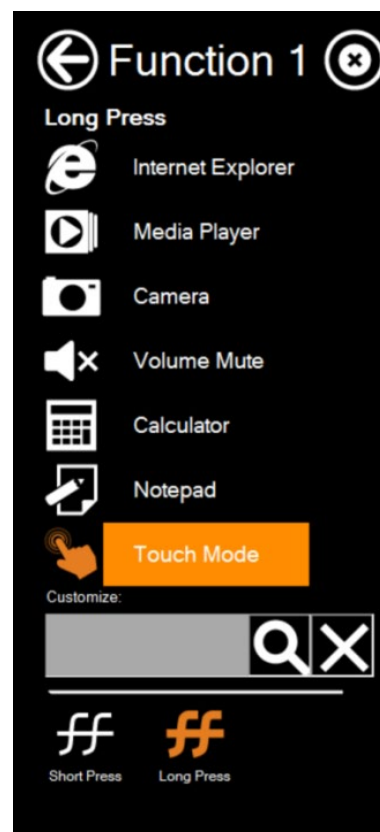 Function 1
Long Press
Internet Explorer
Media Player
Camera
Volume Mute
Calculator
Notepad
Touch Mode
Customize:
Short Press
Long Press